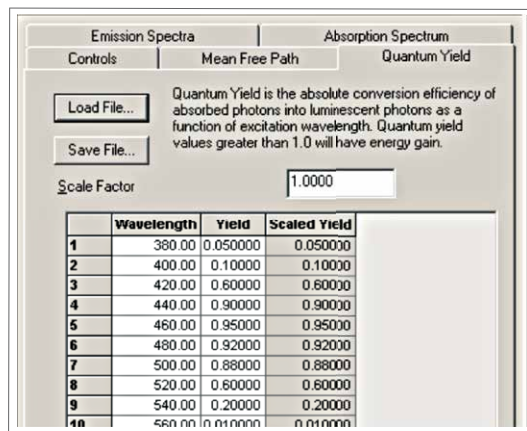 Emission Spectra Absorption Spectrum
Controls Mean Free Path Quantum Yield
Load File...
Save File...
Quantum Yield is the absolute conversion efficiency of
absorbed photons into luminescent photons as a
function of excitation wavelength. Quantum yield
values greater than 1.0 will have energy gain.
Scale Factor 1.0000
Wavelength Yield Scaled Yield
1 380.00 0.050000 0.050000
2 400.00 0.10000 0.10000
3 420.00 0.60000 0.60000
4 440.00 0.90000 0.90000
5 460.00 0.95000 0.95000
6 480.00 0.92000 0.92000
7 500.00 0.88000 0.88000
8 520.00 0.60000 0.60000
9 540.00 0.20000 0.20000
10 560.00 0.010000 0.010000